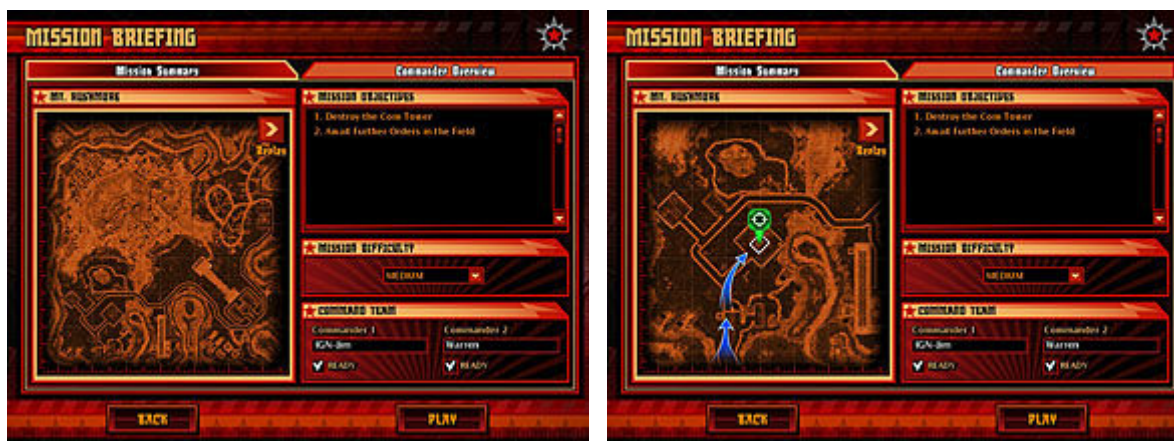 MISSION BRIEFING
Mission Summary
Commander Overview
MT. RUSHMORE
Replay
MISSION OBJECTIVES
1. Destroy the Com Tower
2. Await Further Orders in the Field
MISSION DIFFICULTY
MEDIUM
COMMAND TEAM
Commander 1
Commander 2
IGN-Jim
Warren
READY
READY
BACK
PLAY
MISSION BRIEFING
Mission Summary
Commander Overview
MT. RUSHMORE
Replay
MISSION OBJECTIVES
1. Destroy the Com Tower
2. Await Further Orders in the Field
MISSION DIFFICULTY
MEDIUM
COMMAND TEAM
Commander 1
Commander 2
IGN-Jim
Warren
READY
READY
BACK
PLAY